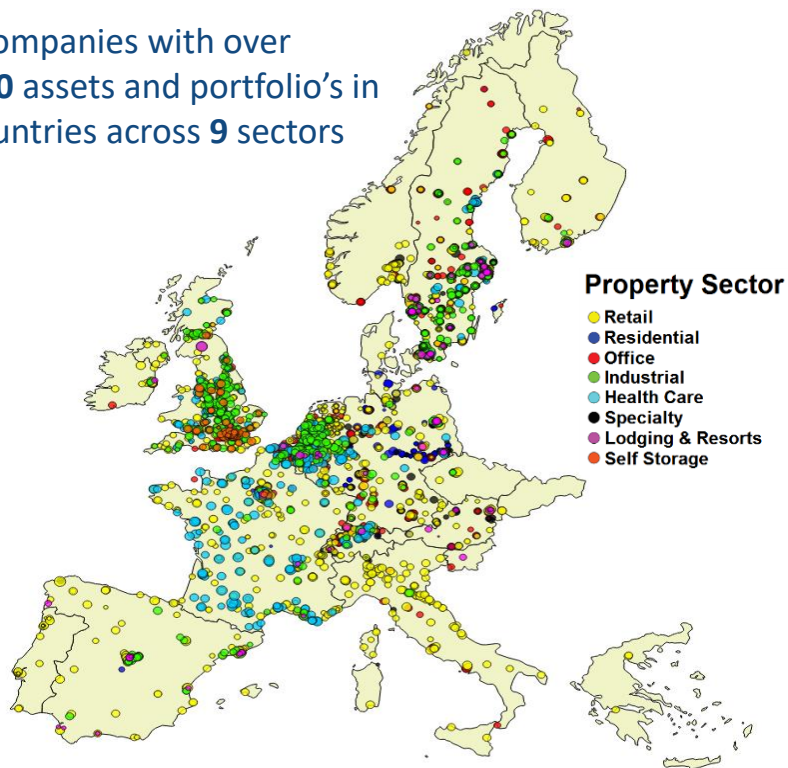 ompanies with over
0 assets and portfolio’s in
untries across 9 sectors
Property Sector
Retail
Residential
Office
Industrial
Health Care
Specialty
Lodging & Resorts
Self Storage